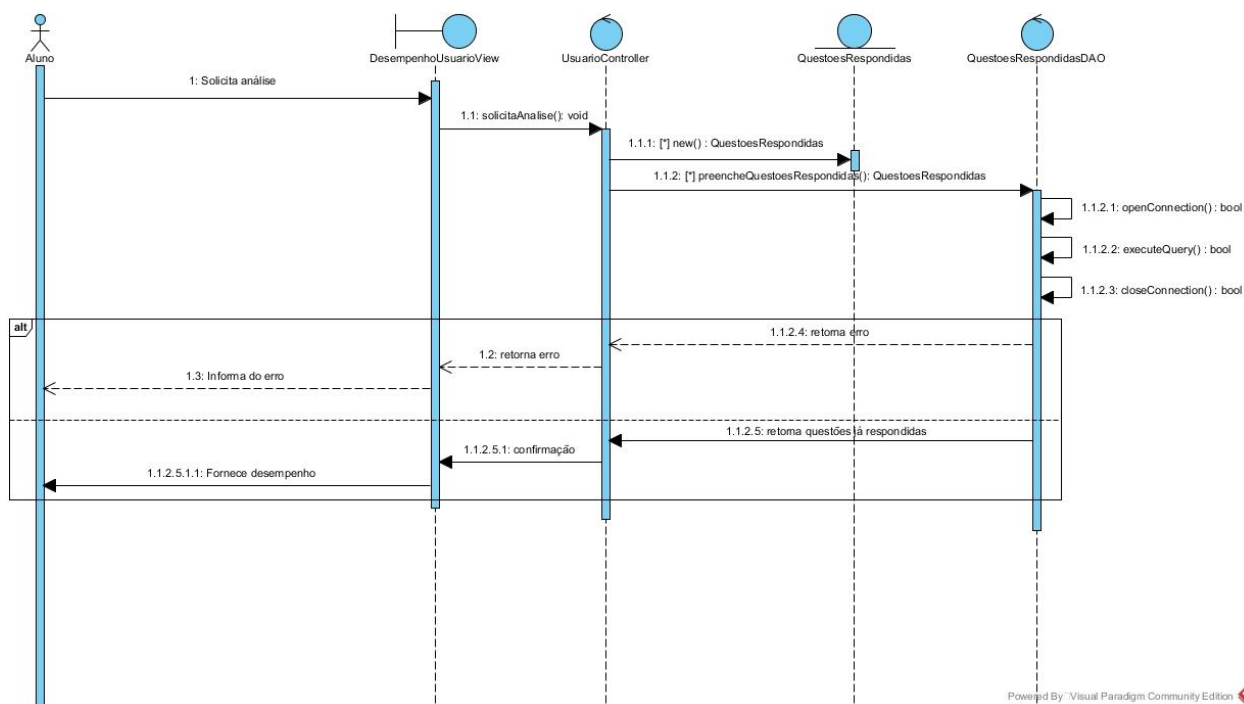 Aluno
DesempenhoUsuarioView
UsuarioController
QuestoesRespondidas
QuestoesRespondidasDAO
1: Solicita análise
1.1: solicitaAnalise(): void
1.1.1: [*] new() : QuestoesRespondidas
1.1.2: [*] preencheQuestoesRespondidas(): QuestoesRespondidas
1.1.2.1: openConnection() : bool
1.1.2.2: executeQuery() : bool
1.1.2.3: closeConnection() : bool
alt
1.1.2.4: retorna erro
1.2: retorna erro
1.3: Informa do erro
1.1.2.5: retorna questões já respondidas
1.1.2.5.1: confirmação
1.1.2.5.1.1: Fornece desempenho
Powered By Visual Paradigm Community Edition